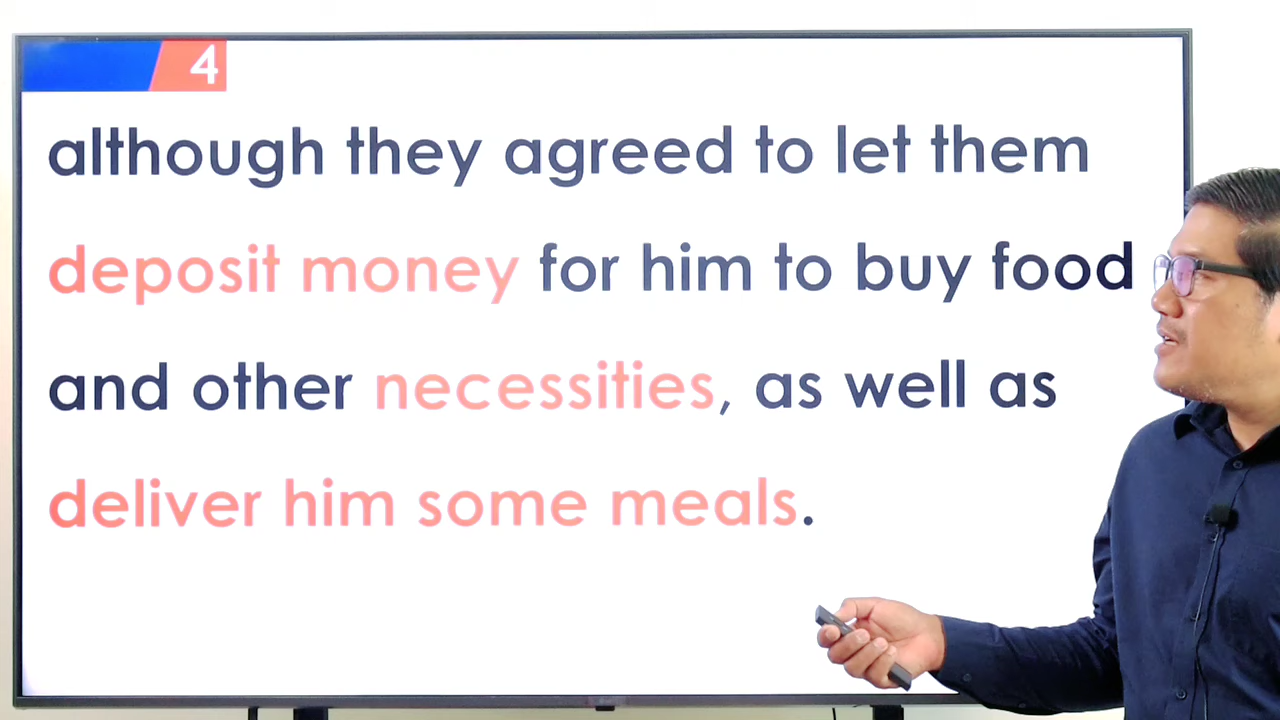 4
although they agreed to let them
deposit money for him to buy food
and other necessities, as well as
deliver him some meals.